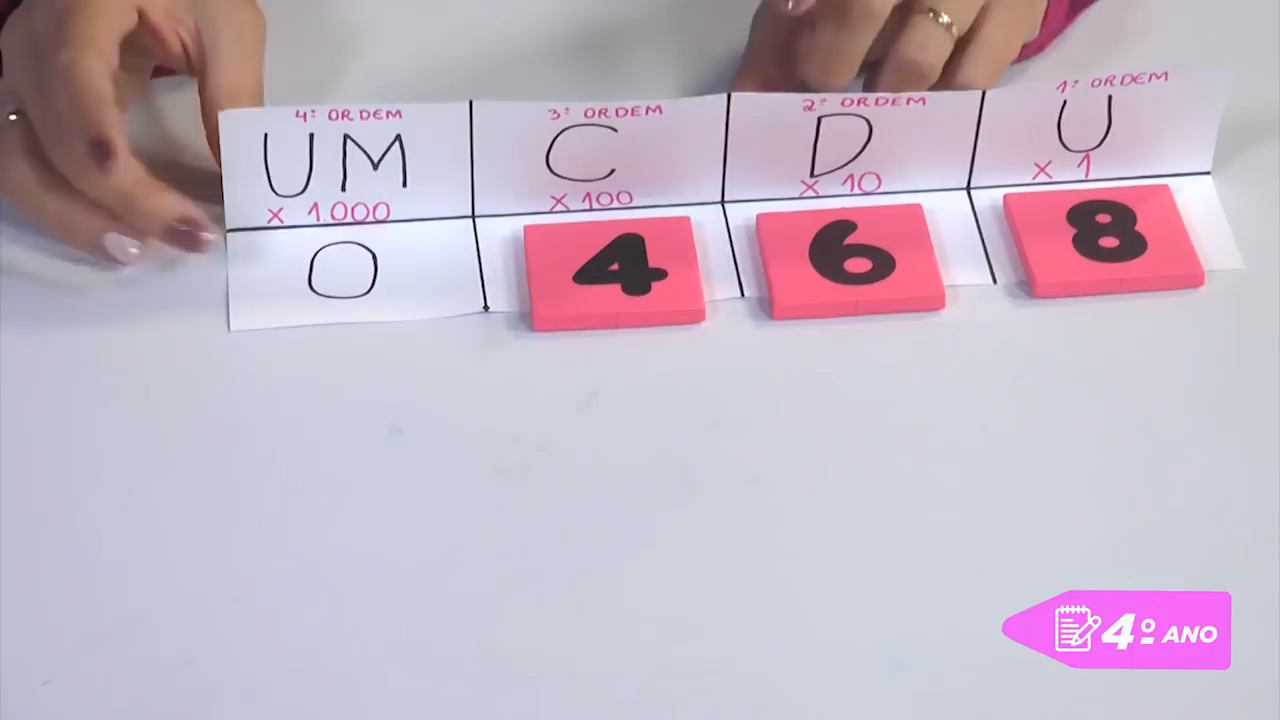 4ª ORDEM
UM
x 1.000
0
3ª ORDEM
C
x 100
4
2ª ORDEM
D
x 10
6
1ª ORDEM
U
x 1
8
4º ANO